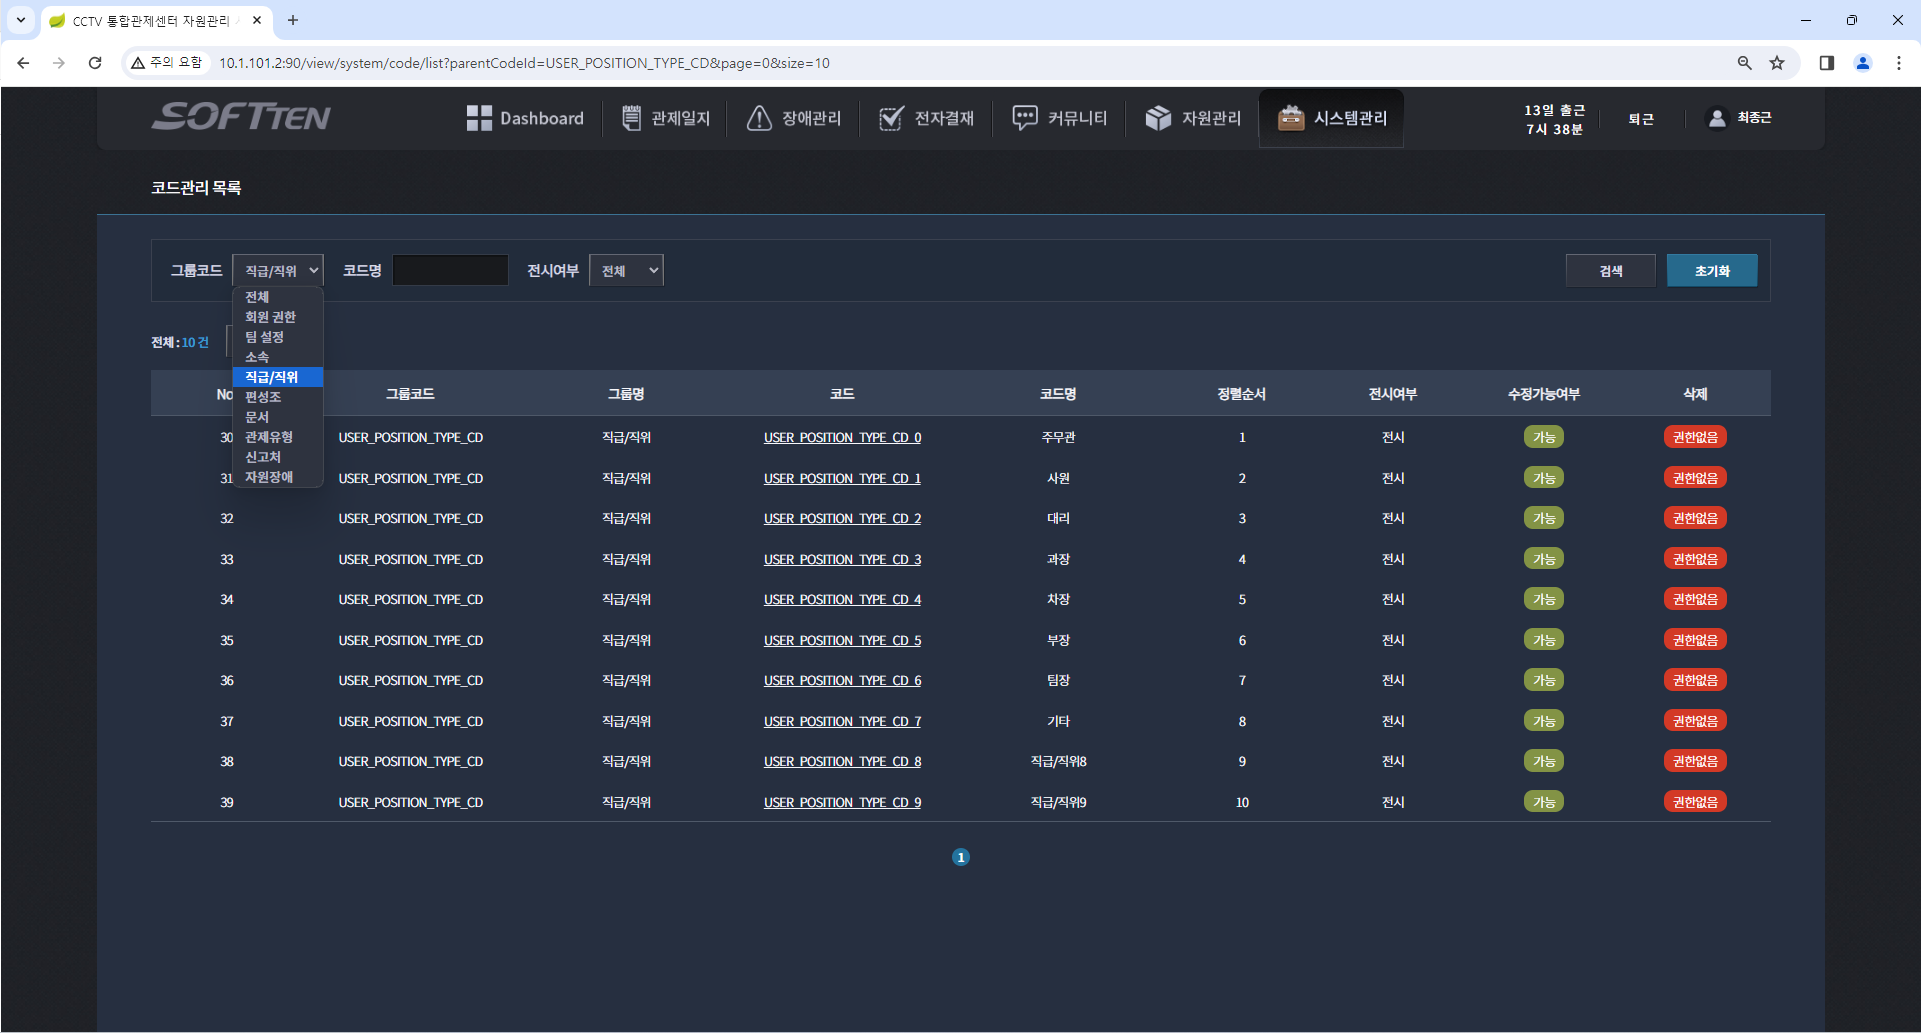 CCTV 통합관제센터 자원관리
주의 요함 10.1.101.2:90/view/system/code/list?parentCodeId=USER_POSITION_TYPE_CD&page=0&size=10
SOFTTEN Dashboard 관제일지 장애관리 전자결재 커뮤니티 자원관리 시스템관리 13일 출근 7시 38분 퇴근 최종근
코드관리 목록
그룹코드 직급/직위 코드명 전시여부 전체 검색 초기화
전체
회원 권한
팀 설정
소속
직급/직위
편성조
문서
관제유형
신고처
자원장애
전체 : 10 건
No 그룹코드 그룹명 코드 코드명 정렬순서 전시여부 수정가능여부 삭제
30 USER_POSITION_TYPE_CD 직급/직위 USER_POSITION_TYPE_CD_0 주무관 1 전시 가능 권한없음
31 USER_POSITION_TYPE_CD 직급/직위 USER_POSITION_TYPE_CD_1 사원 2 전시 가능 권한없음
32 USER_POSITION_TYPE_CD 직급/직위 USER_POSITION_TYPE_CD_2 대리 3 전시 가능 권한없음
33 USER_POSITION_TYPE_CD 직급/직위 USER_POSITION_TYPE_CD_3 과장 4 전시 가능 권한없음
34 USER_POSITION_TYPE_CD 직급/직위 USER_POSITION_TYPE_CD_4 차장 5 전시 가능 권한없음
35 USER_POSITION_TYPE_CD 직급/직위 USER_POSITION_TYPE_CD_5 부장 6 전시 가능 권한없음
36 USER_POSITION_TYPE_CD 직급/직위 USER_POSITION_TYPE_CD_6 팀장 7 전시 가능 권한없음
37 USER_POSITION_TYPE_CD 직급/직위 USER_POSITION_TYPE_CD_7 기타 8 전시 가능 권한없음
38 USER_POSITION_TYPE_CD 직급/직위 USER_POSITION_TYPE_CD_8 직급/직위8 9 전시 가능 권한없음
39 USER_POSITION_TYPE_CD 직급/직위 USER_POSITION_TYPE_CD_9 직급/직위9 10 전시 가능 권한없음
1